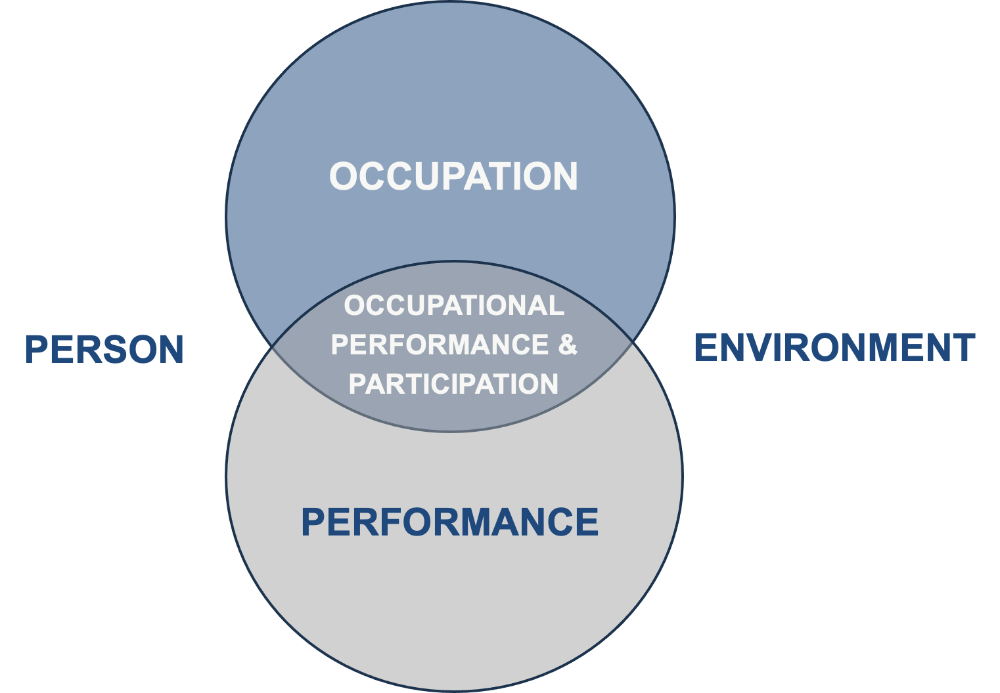 OCCUPATION
OCCUPATIONAL
PERFORMANCE &
PARTICIPATION
PERSON
ENVIRONMENT
PERFORMANCE